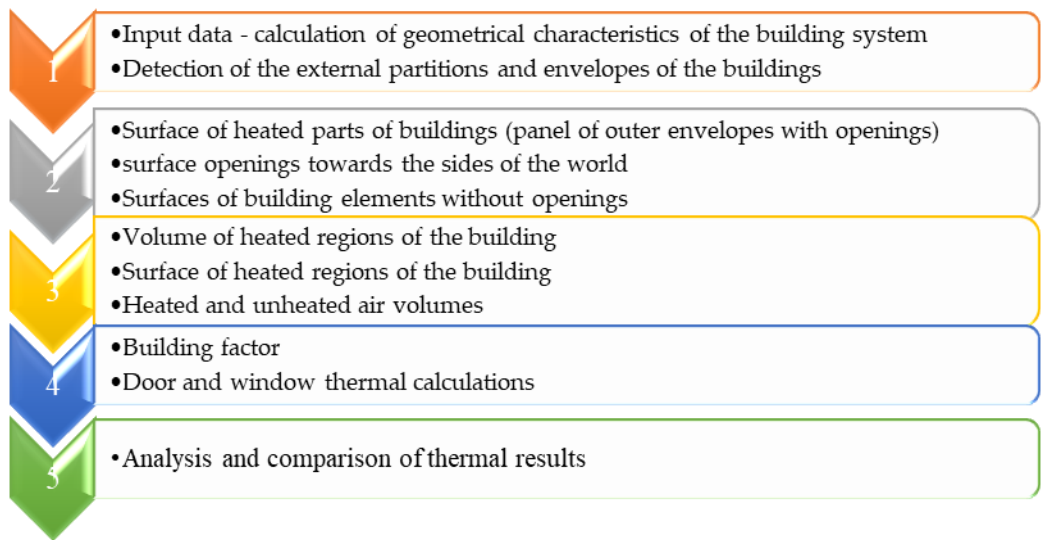 1
•Input data - calculation of geometrical characteristics of the building system
•Detection of the external partitions and envelopes of the buildings
2
•Surface of heated parts of buildings (panel of outer envelopes with openings)
•surface openings towards the sides of the world
•Surfaces of building elements without openings
3
•Volume of heated regions of the building
•Surface of heated regions of the building
•Heated and unheated air volumes
4
•Building factor
•Door and window thermal calculations
5
•Analysis and comparison of thermal results